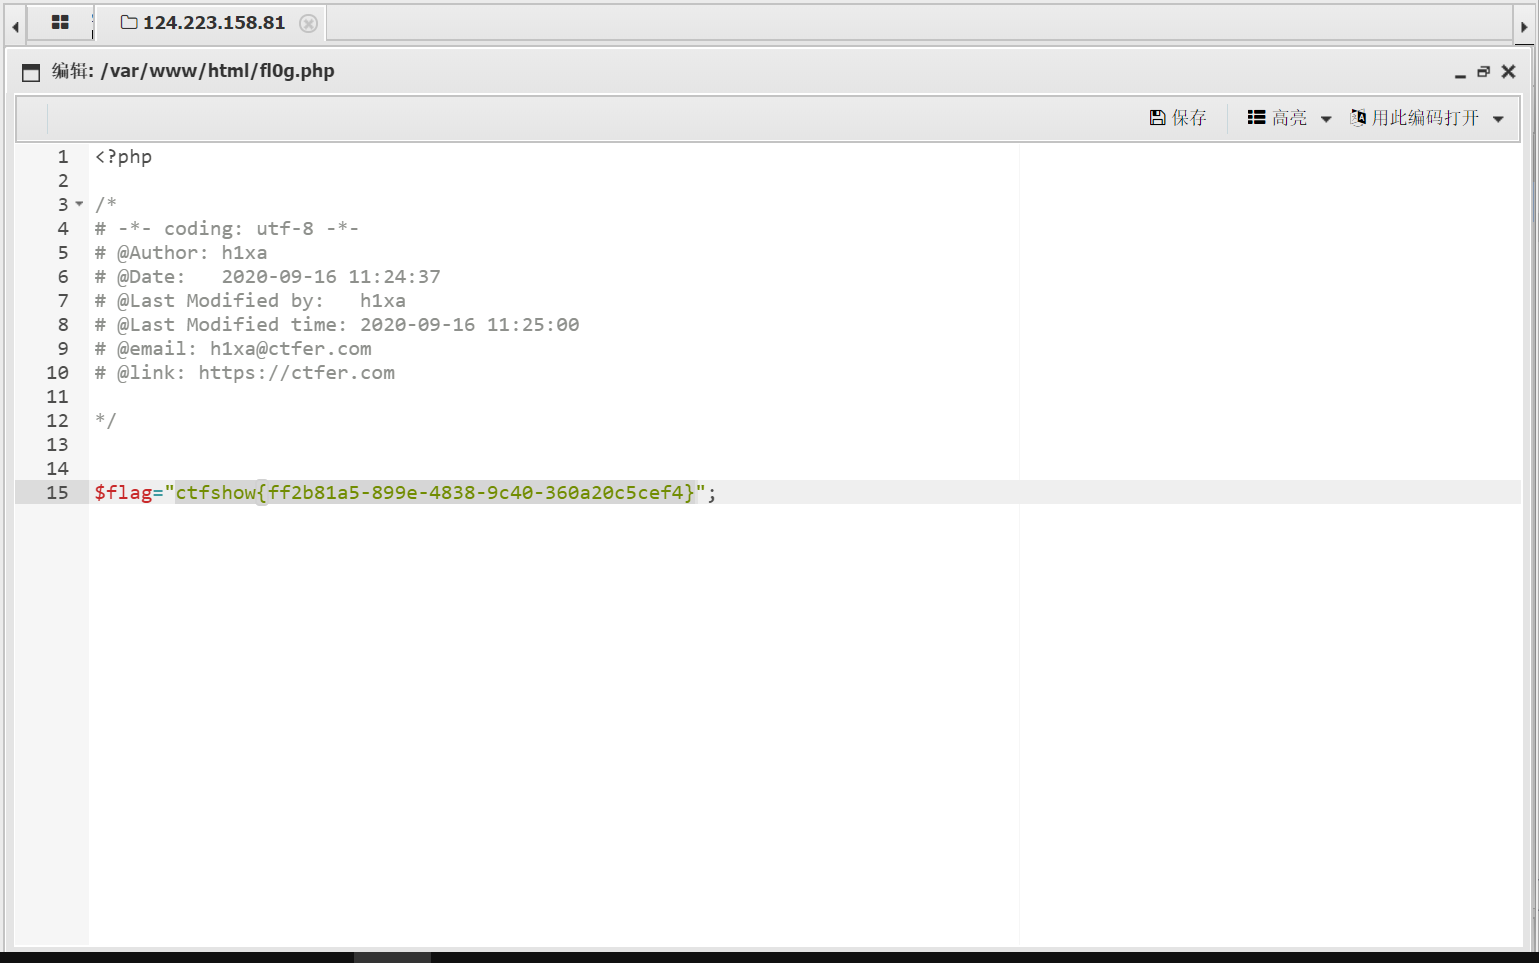 124.223.158.81
编辑: /var/www/html/fl0g.php
保存 高亮 用此编码打开
1 <?php
2
3 /*
4 # -*- coding: utf-8 -*-
5 # @Author: h1xa
6 # @Date:   2020-09-16 11:24:37
7 # @Last Modified by:   h1xa
8 # @Last Modified time: 2020-09-16 11:25:00
9 # @email: h1xa@ctfer.com
10 # @link: https://ctfer.com
11
12 */
13
14
15 $flag="ctfshow{ff2b81a5-899e-4838-9c40-360a20c5cef4}";